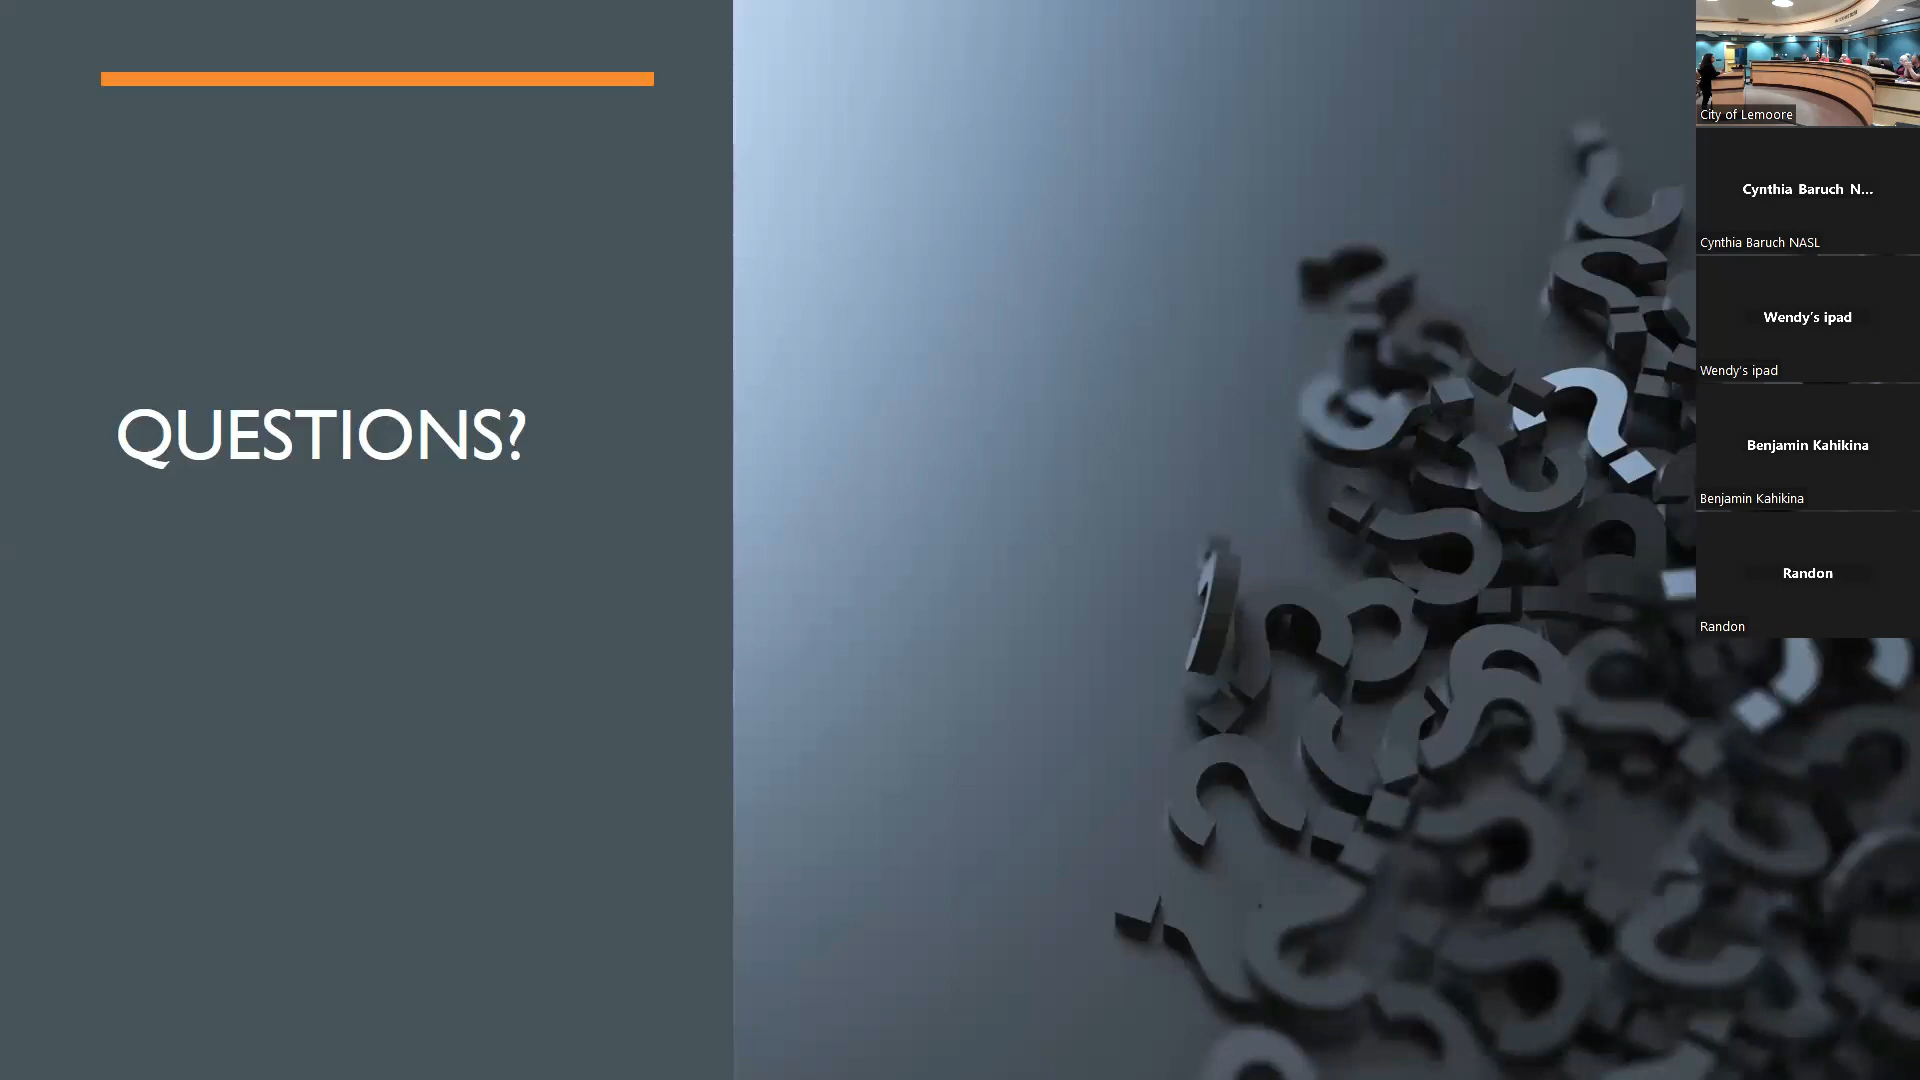 QUESTIONS?
City of Lemoore
Cynthia Baruch N...
Cynthia Baruch NASL
Wendy's ipad
Wendy's ipad
Benjamin Kahikina
Benjamin Kahikina
Randon
Randon